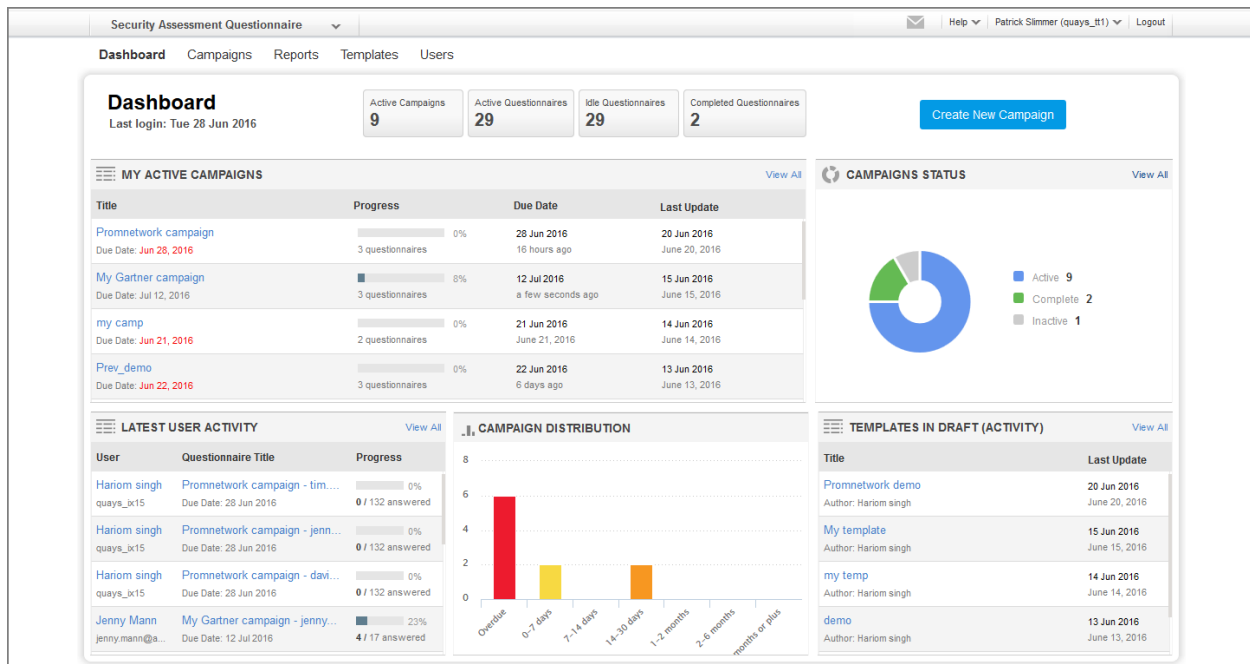 Security Assessment Questionnaire
Help Patrick Slimmer (quays_tt1) Logout
Dashboard Campaigns Reports Templates Users
Dashboard
Last login: Tue 28 Jun 2016
Active Campaigns
9
Active Questionnaires
29
Idle Questionnaires
29
Completed Questionnaires
2
Create New Campaign
MY ACTIVE CAMPAIGNS View All
Title Progress Due Date Last Update
Promnetwork campaign 0% 28 Jun 2016 20 Jun 2016
Due Date: Jun 28, 2016 3 questionnaires 16 hours ago June 20, 2016
My Gartner campaign 8% 12 Jul 2016 15 Jun 2016
Due Date: Jul 12, 2016 3 questionnaires a few seconds ago June 15, 2016
my camp 0% 21 Jun 2016 14 Jun 2016
Due Date: Jun 21, 2016 2 questionnaires June 21, 2016 June 14, 2016
Prev_demo 0% 22 Jun 2016 13 Jun 2016
Due Date: Jun 22, 2016 3 questionnaires 6 days ago June 13, 2016
CAMPAIGNS STATUS View All
Active 9
Complete 2
Inactive 1
LATEST USER ACTIVITY View All
User Questionnaire Title Progress
Hariom singh Promnetwork campaign - tim.... 0%
quays_ix15 Due Date: 28 Jun 2016 0 / 132 answered
Hariom singh Promnetwork campaign - jenn... 0%
quays_ix15 Due Date: 28 Jun 2016 0 / 132 answered
Hariom singh Promnetwork campaign - davi... 0%
quays_ix15 Due Date: 28 Jun 2016 0 / 132 answered
Jenny Mann My Gartner campaign - jenny.... 23%
jenny.mann@a... Due Date: 12 Jul 2016 4 / 17 answered
CAMPAIGN DISTRIBUTION
8
6
4
2
0
Overdue
0-7 days
7-14 days
14-30 days
1-2 months
2-6 months
months or plus
TEMPLATES IN DRAFT (ACTIVITY) View All
Title Last Update
Promnetwork demo 20 Jun 2016
Author: Hariom singh June 20, 2016
My template 15 Jun 2016
Author: Hariom singh June 15, 2016
my temp 14 Jun 2016
Author: Hariom singh June 14, 2016
demo 13 Jun 2016
Author: Hariom singh June 13, 2016